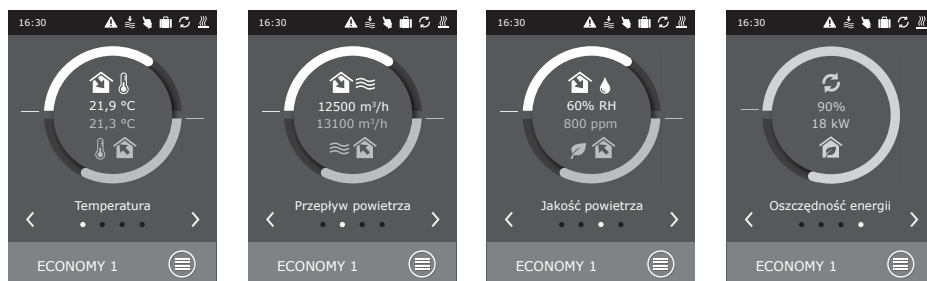 16:30
21,9 °C
21,3 °C
Temperatura
ECONOMY 1
16:30
12500 m³/h
13100 m³/h
Przepływ powietrza
ECONOMY 1
16:30
60% RH
800 ppm
Jakość powietrza
ECONOMY 1
16:30
90%
18 kW
Oszczędność energii
ECONOMY 1